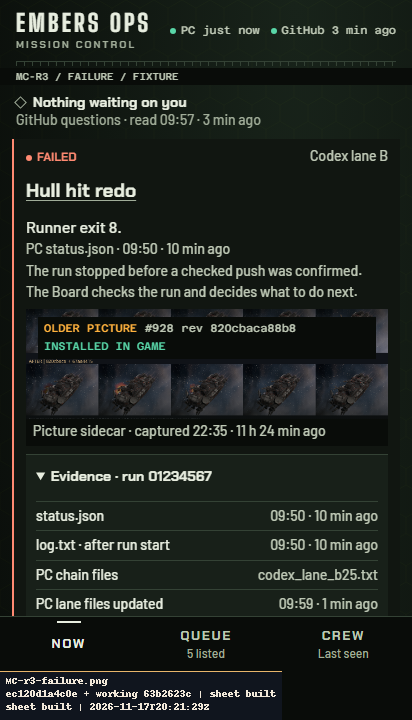 EMBERS OPS
MISSION CONTROL
PC just now
GitHub 3 min ago
MC-R3 / FAILURE / FIXTURE
Nothing waiting on you
GitHub questions · read 09:57 · 3 min ago
FAILED
Codex lane B
Hull hit redo
Runner exit 8.
PC status.json · 09:50 · 10 min ago
The run stopped before a checked push was confirmed.
The Board checks the run and decides what to do next.
OLDER PICTURE #928 rev 820cbaca88b8
INSTALLED IN GAME
Picture sidecar · captured 22:35 · 11 h 24 min ago
▼ Evidence · run 01234567
status.json 09:50 · 10 min ago
log.txt · after run start 09:50 · 10 min ago
PC chain files codex_lane_b25.txt
PC lane files updated 09:59 · 1 min ago
NOW
QUEUE
5 listed
CREW
Last seen
MC-r3-failure.png
ec120d1a4c0e + working 63b2623c | sheet built
sheet built | 2026-11-17T20:21:29Z